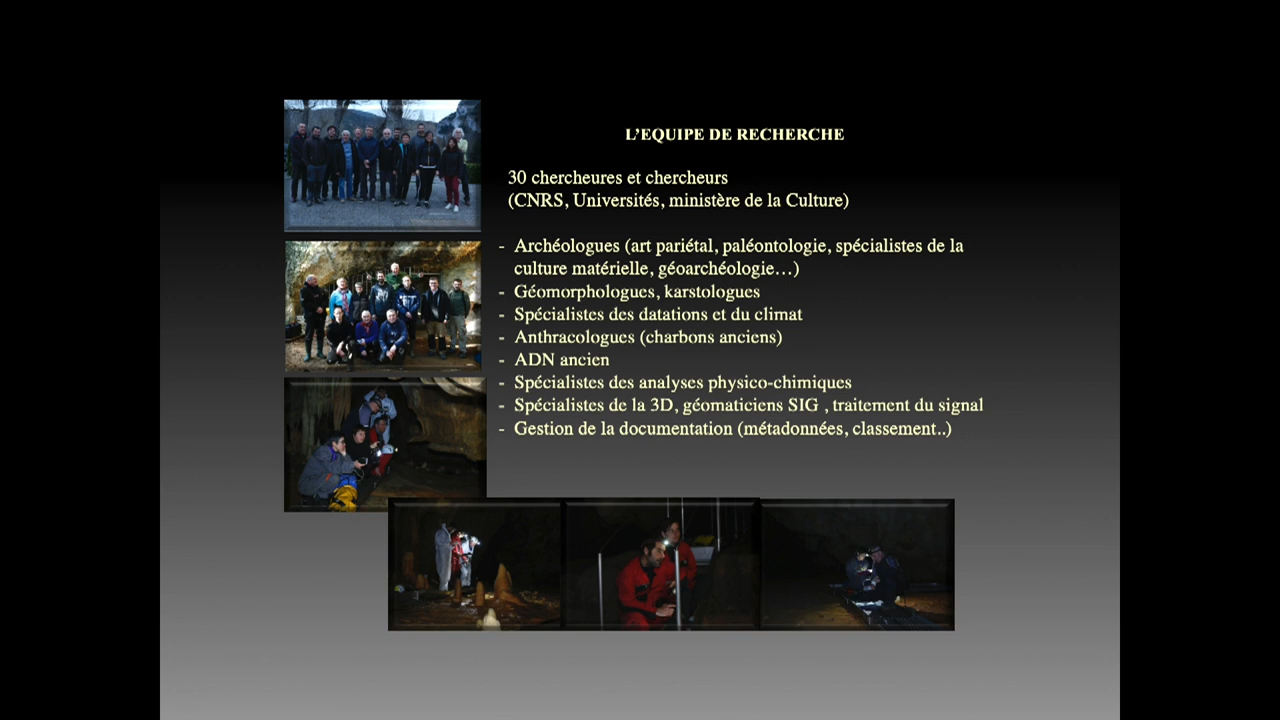 L’EQUIPE DE RECHERCHE
30 chercheures et chercheurs
(CNRS, Universités, ministère de la Culture)
- Archéologues (art pariétal, paléontologie, spécialistes de la
culture matérielle, géoarchéologie…)
- Géomorphologues, karstologues
- Spécialistes des datations et du climat
- Anthracologues (charbons anciens)
- ADN ancien
- Spécialistes des analyses physico-chimiques
- Spécialistes de la 3D, géomaticiens SIG , traitement du signal
- Gestion de la documentation (métadonnées, classement..)